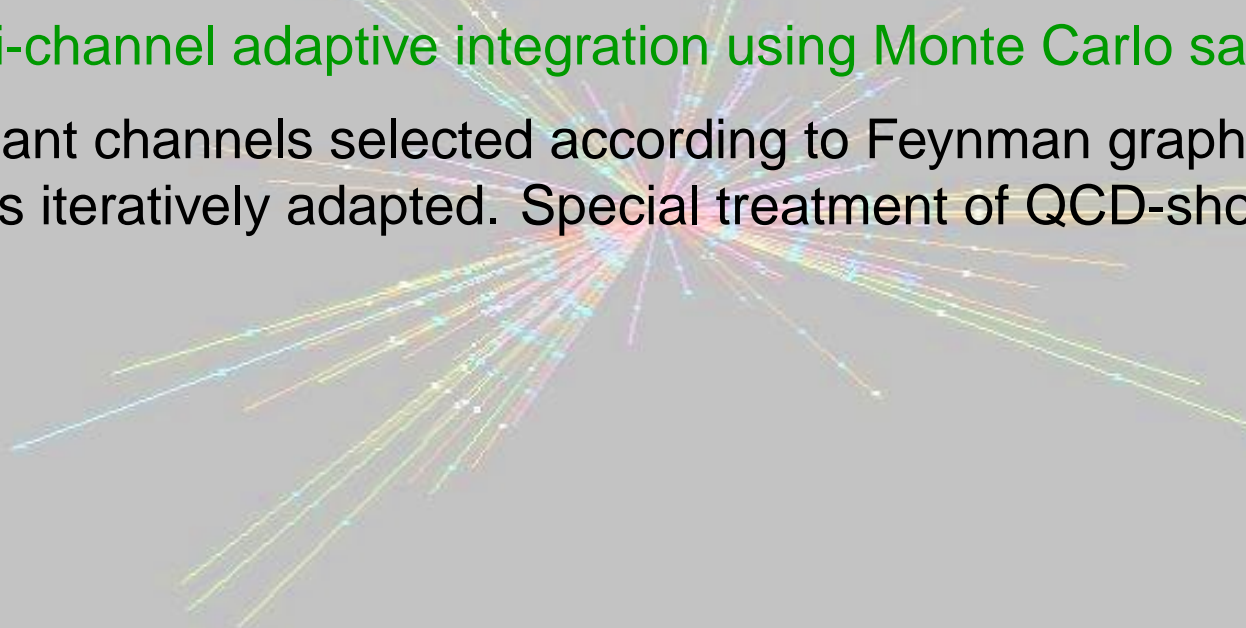 i-channel adaptive integration using Monte Carlo sa
ant channels selected according to Feynman graph
s iteratively adapted. Special treatment of QCD-sho